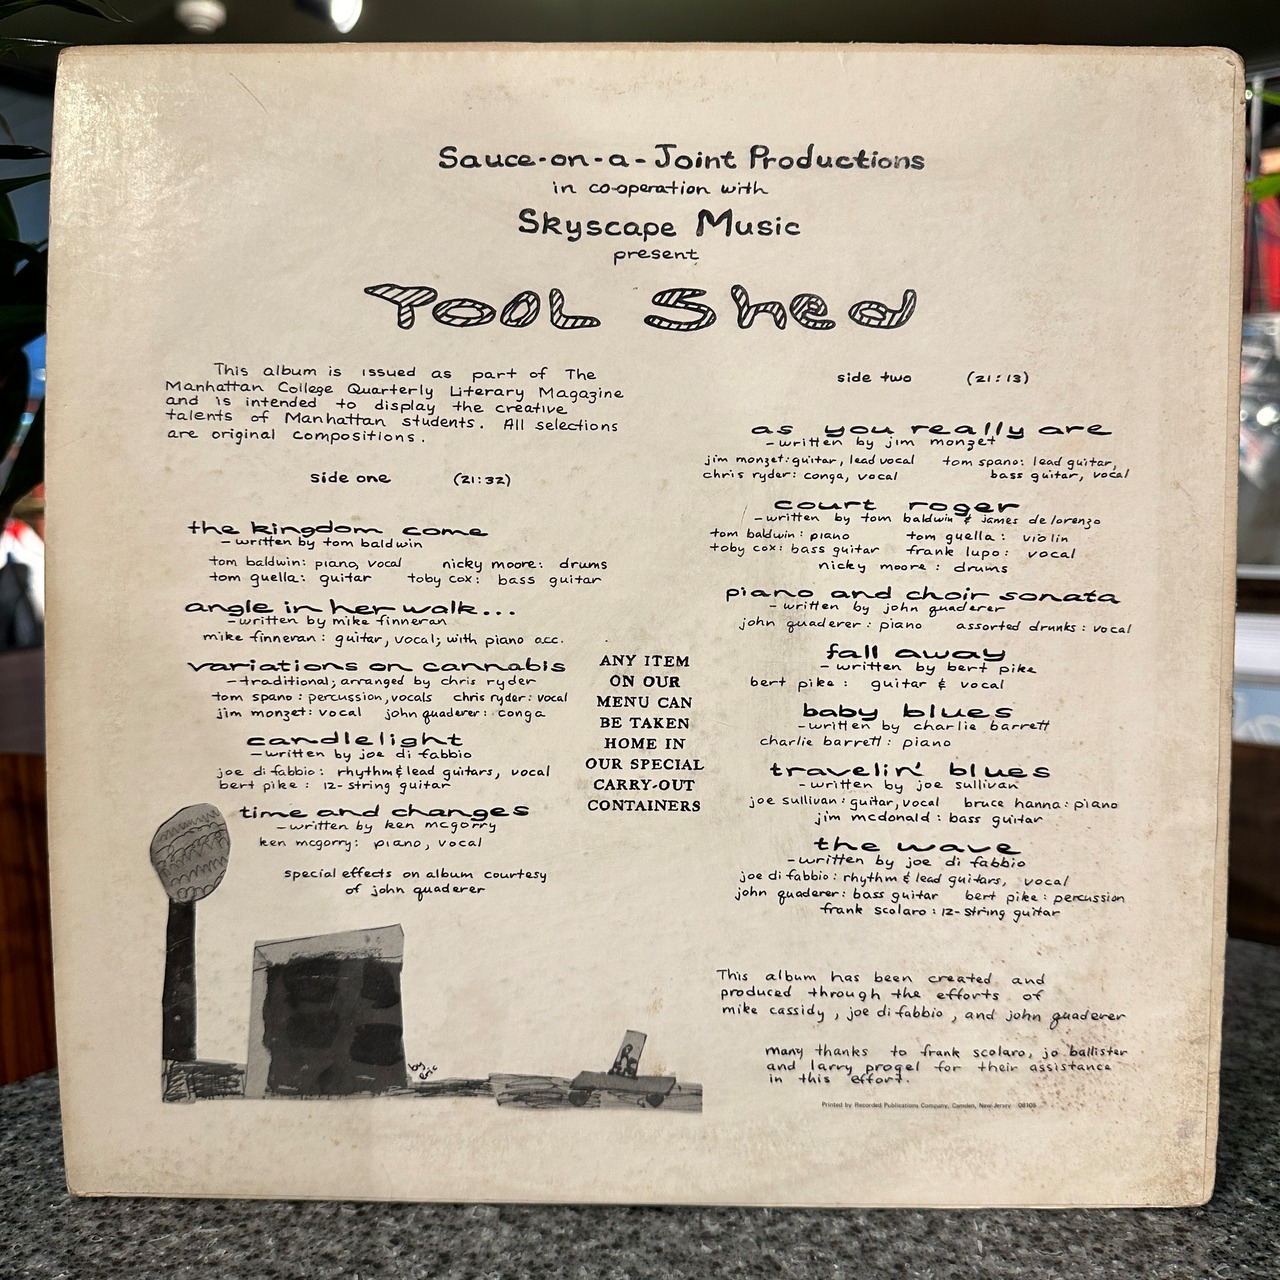 Sauce-on-a-Joint Productions
in co-operation with
Skyscape Music
present
Tool Shed
This album is issued as part of The
Manhattan College Quarterly Literary Magazine
and is intended to display the creative
talents of Manhattan students. All selections
are original compositions.
side one (21:32)
the kingdom come
-written by tom baldwin
tom baldwin: piano, vocal nicky moore: drums
tom guella: guitar toby cox: bass guitar
angle in her walk...
-written by mike finneran
mike finneran: guitar, vocal; with piano acc.
variations on cannabis
-traditional; arranged by chris ryder
tom spano: percussion, vocals chris ryder: vocal
jim monzet: vocal john quaderer: conga
candlelight
-written by joe di fabbio
joe di fabbio: rhythm & lead guitars, vocal
bert pike: 12-string guitar
time and changes
-written by ken mcgorry
ken mcgorry: piano, vocal
special effects on album courtesy
of john quaderer
by
eric
ANY ITEM
ON OUR
MENU CAN
BE TAKEN
HOME IN
OUR SPECIAL
CARRY-OUT
CONTAINERS
side two (21:13)
as you really are
-written by jim monzet
jim monzet: guitar, lead vocal tom spano: lead guitar,
chris ryder: conga, vocal bass guitar, vocal
court roger
-written by tom baldwin & james de lorenzo
tom baldwin: piano tom guella: violin
toby cox: bass guitar frank lupo: vocal
nicky moore: drums
piano and choir sonata
-written by john quaderer
john quaderer: piano assorted drunks: vocal
fall away
-written by bert pike
bert pike: guitar & vocal
baby blues
-written by charlie barrett
charlie barrett: piano
travelin' blues
-written by joe sullivan
joe sullivan: guitar, vocal bruce hanna: piano
jim mcdonald: bass guitar
the wave
-written by joe di fabbio
joe di fabbio: rhythm & lead guitars, vocal
john quaderer: bass guitar bert pike: percussion
frank scolaro: 12-string guitar
This album has been created and
produced through the efforts of
mike cassidy, joe di fabbio, and john quaderer
many thanks to frank scolaro, jo ballister
and larry progel for their assistance
in this effort.
Printed by Recorded Publications Company, Camden, New Jersey 08105